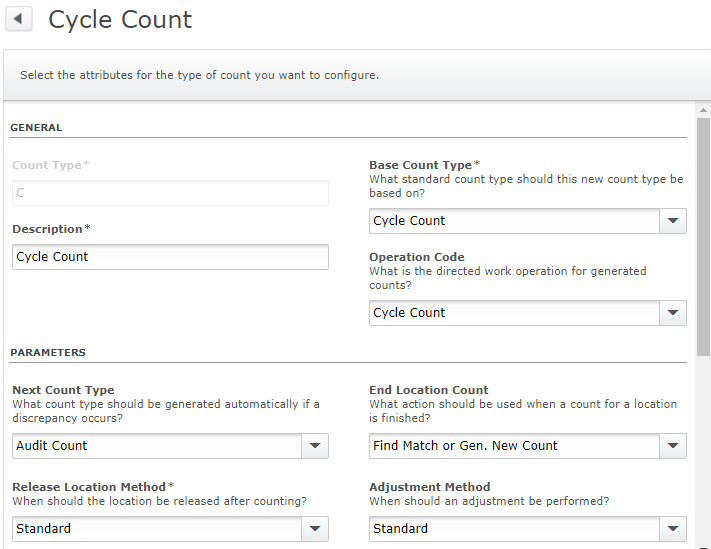 Cycle Count
Select the attributes for the type of count you want to configure.
GENERAL
Count Type*
C
Description*
Cycle Count
Base Count Type*
What standard count type should this new count type be
based on?
Cycle Count
Operation Code
What is the directed work operation for generated
counts?
Cycle Count
PARAMETERS
Next Count Type
What count type should be generated automatically if a
discrepancy occurs?
Audit Count
End Location Count
What action should be used when a count for a location
is finished?
Find Match or Gen. New Count
Release Location Method*
When should the location be released after counting?
Standard
Adjustment Method
When should an adjustment be performed?
Standard